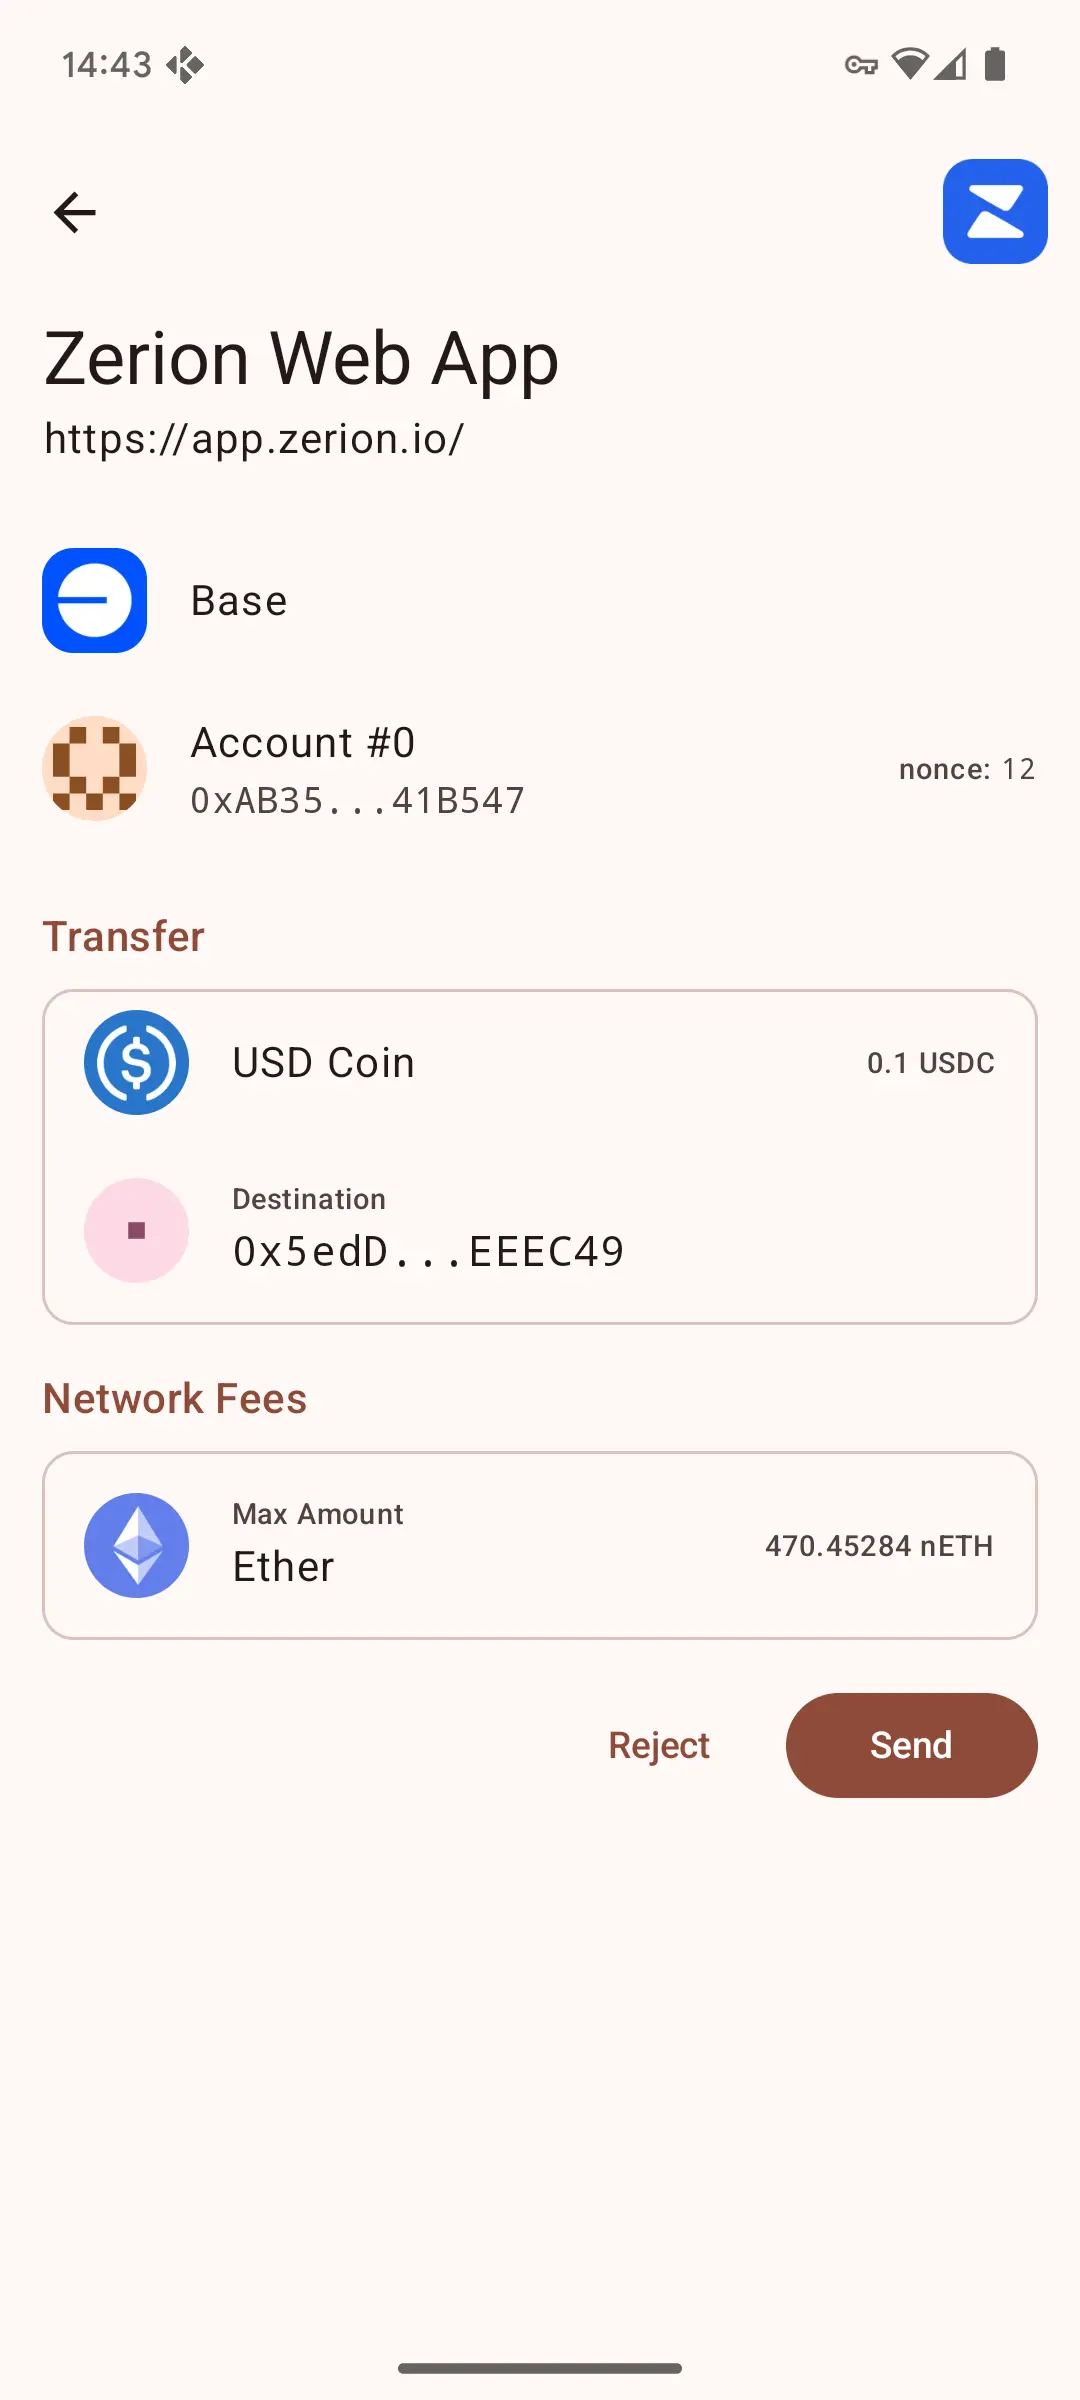 14:43
Zerion Web App
https://app.zerion.io/
Base
Account #0
0xAB35...41B547
nonce: 12
Transfer
USD Coin
0.1 USDC
Destination
0x5edD...EEEC49
Network Fees
Max Amount
Ether
470.45284 nETH
Reject
Send